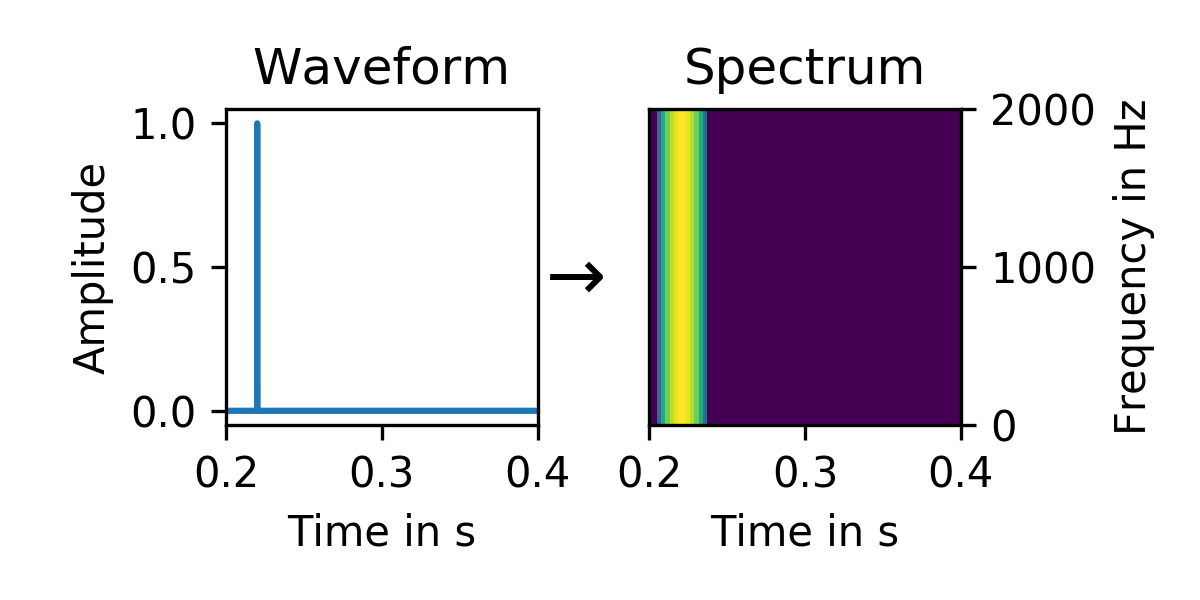 Waveform
Amplitude
1.0
0.5
0.0
0.2 0.3 0.4
Time in s
→
Spectrum
2000
1000
0
Frequency in Hz
0.2 0.3 0.4
Time in s